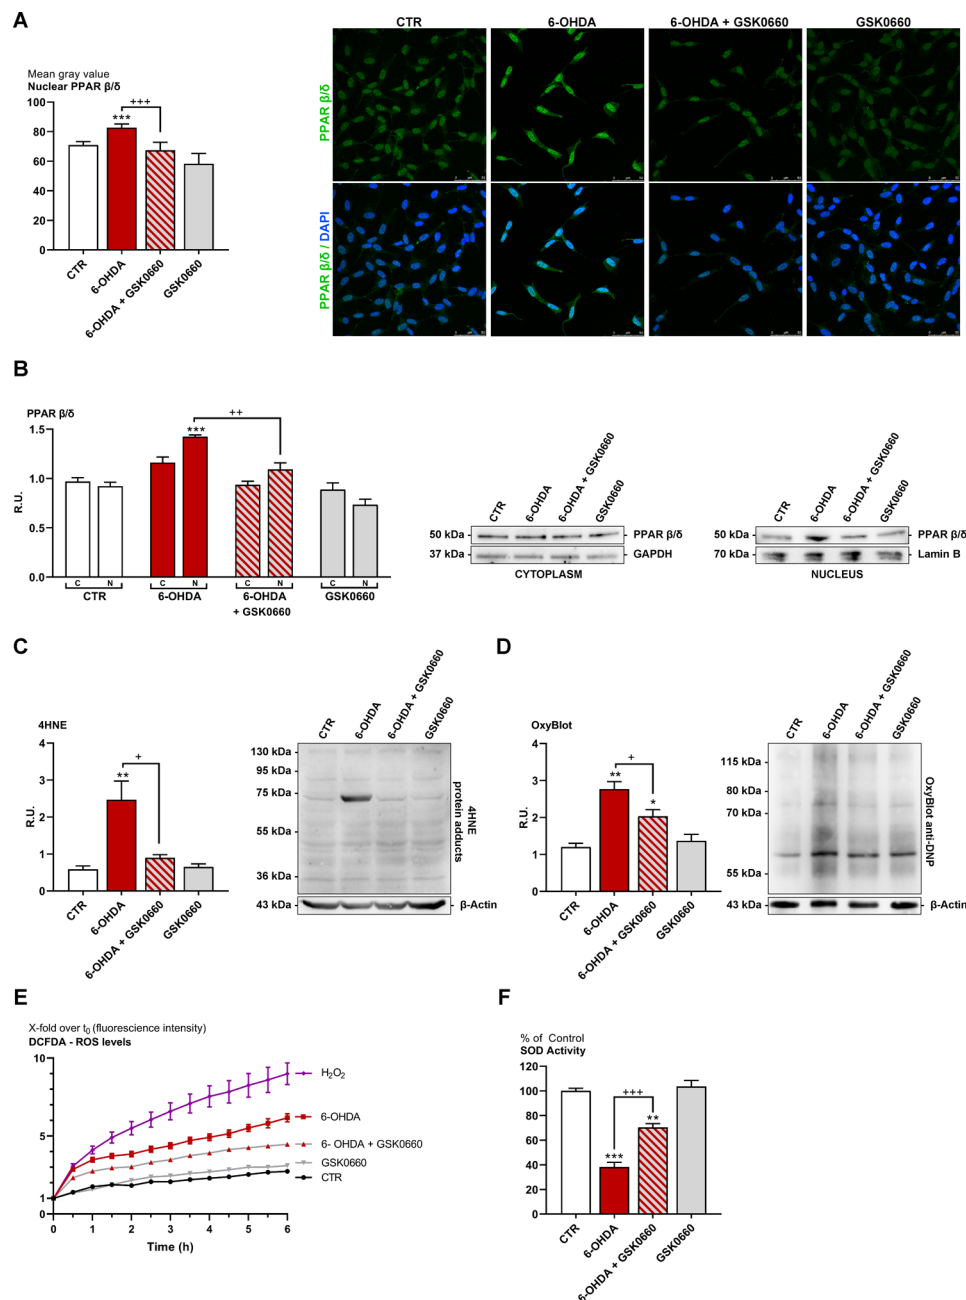 A
Mean gray value
Nuclear PPAR β/δ
100
80
60
40
20
0
***
+++
CTR
6-OHDA
6-OHDA + GSK0660
GSK0660
CTR
6-OHDA
6-OHDA + GSK0660
GSK0660
PPAR β/δ
PPAR β/δ / DAPI
B
PPAR β/δ
R.U.
1.5
1.0
0.5
0.0
***
++
C N C N C N C N
CTR
6-OHDA
6-OHDA
+ GSK0660
GSK0660
CTR
6-OHDA
6-OHDA + GSK0660
GSK0660
50 kDa
PPAR β/δ
37 kDa
GAPDH
CYTOPLASM
CTR
6-OHDA
6-OHDA + GSK0660
GSK0660
50 kDa
PPAR β/δ
70 kDa
Lamin B
NUCLEUS
C
4HNE
R.U.
4
3
2
1
0
**
+
CTR
6-OHDA
6-OHDA + GSK0660
GSK0660
CTR
6-OHDA
6-OHDA + GSK0660
GSK0660
130 kDa
95 kDa
75 kDa
55 kDa
36 kDa
43 kDa
4HNE
protein adducts
β-Actin
D
OxyBlot
R.U.
4
3
2
1
0
**
+
*
CTR
6-OHDA
6-OHDA + GSK0660
GSK0660
CTR
6-OHDA
6-OHDA + GSK0660
GSK0660
115 kDa
80 kDa
70 kDa
55 kDa
43 kDa
OxyBlot anti-DNP
β-Actin
E
X-fold over t0 (fluorescience intensity)
DCFDA - ROS levels
10
5
1
0
0 1 2 3 4 5 6
Time (h)
H2O2
6-OHDA
6- OHDA + GSK0660
GSK0660
CTR
F
% of Control
SOD Activity
120
100
80
60
40
20
0
***
+++
**
CTR
6-OHDA
6-OHDA + GSK0660
GSK0660